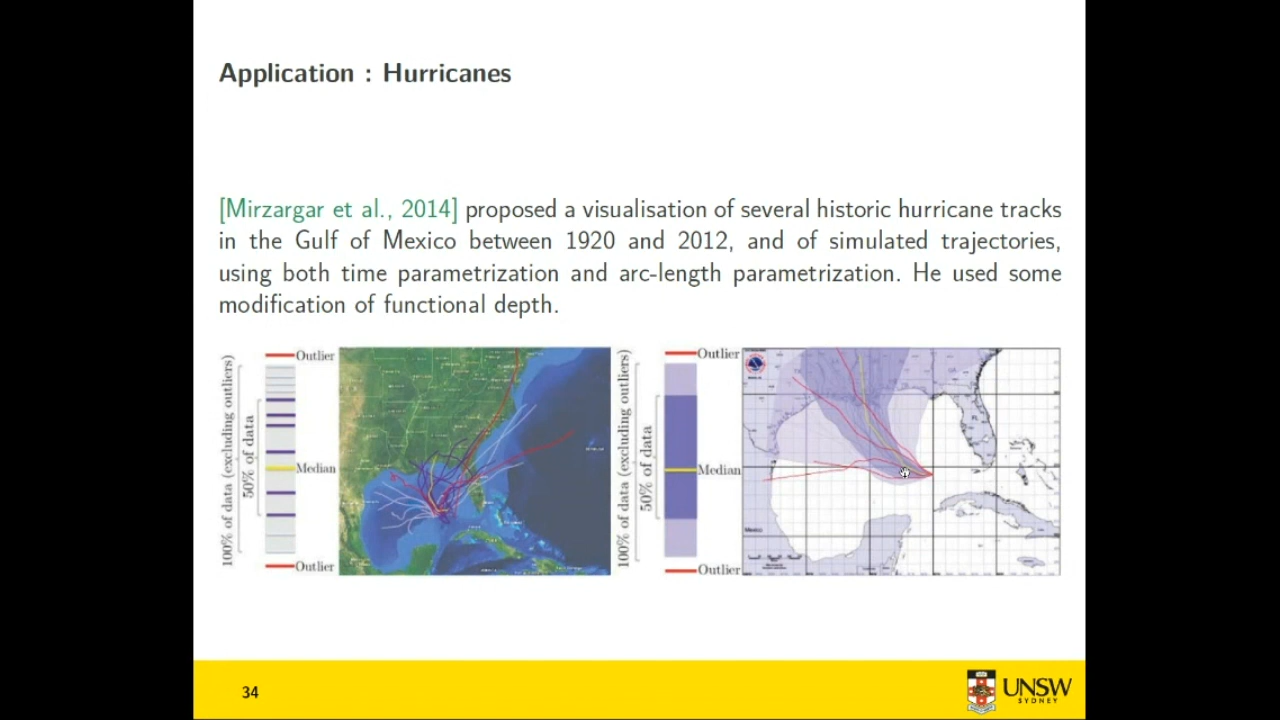 Application : Hurricanes
[Mirzargar et al., 2014] proposed a visualisation of several historic hurricane tracks
in the Gulf of Mexico between 1920 and 2012, and of simulated trajectories,
using both time parametrization and arc-length parametrization. He used some
modification of functional depth.
100% of data (excluding outliers)
50% of data
Outlier
Median
Outlier
100% of data (excluding outliers)
50% of data
Outlier
Median
Outlier
Mexico
FL
34
UNSW
SYDNEY